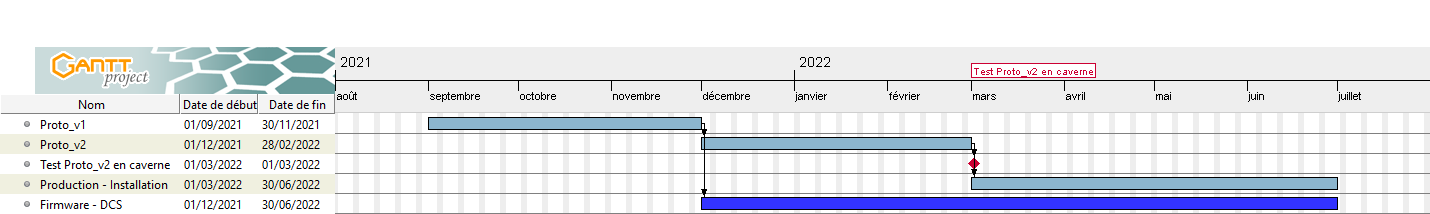 GANTT project
2021
2022
Test Proto_v2 en caverne
août septembre octobre novembre décembre janvier février mars avril mai juin juillet
Nom Date de début Date de fin
Proto_v1 01/09/2021 30/11/2021
Proto_v2 01/12/2021 28/02/2022
Test Proto_v2 en caverne 01/03/2022 01/03/2022
Production - Installation 01/03/2022 30/06/2022
Firmware - DCS 01/12/2021 30/06/2022